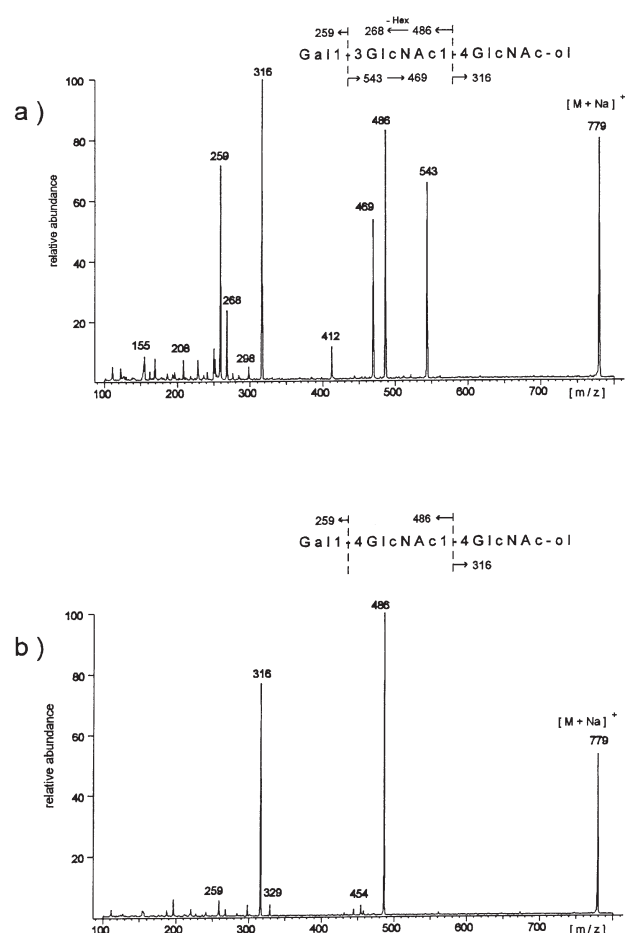 - Hex
259 ← 268 ← 486 ←
Gal1-3GlcNAc1-4GlcNAc-ol
→ 543 → 469 → 316
a )
relative abundance
100
80
60
40
20
155
208
259
268
298
316
412
469
486
543
[ M + Na ] +
779
100 200 300 400 500 600 700 [ m / z ]
259 ← 486 ←
Gal1-4GlcNAc1-4GlcNAc-ol
→ 316
b )
relative abundance
100
80
60
40
20
259
316
329
454
486
[ M + Na ] +
779
100 200 300 400 500 600 700 [ m / z ]